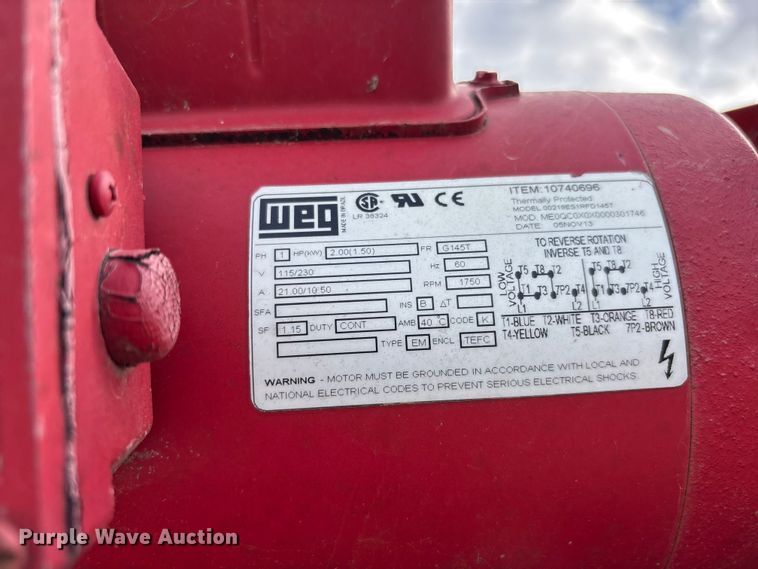 WEG
MADE IN BRAZIL
LR 38324
ITEM:10740696
Thermally Protected
MODEL.00218ES1RFD145T
MOD. ME0QC0X0X0000301746
DATE: 05NOV13
PH 1 HP(kW) 2.00(1.50) FR G145T
V 115/230 Hz 60
A. 21.00/10.50 RPM 1750
SFA INS B ΔT
SF 1.15 DUTY CONT AMB 40 °C CODE K
TYPE EM ENCL TEFC
TO REVERSE ROTATION
INVERSE T5 AND T8
LOW VOLTAGE
T5 T8 T2
T1 T3 7P2 T4
L1 L2
HIGH VOLTAGE
T5 T8 T2
T1 T3 7P2 T4
L1 L2
T1-BLUE T2-WHITE T3-ORANGE T8-RED
T4-YELLOW T5-BLACK 7P2-BROWN
WARNING - MOTOR MUST BE GROUNDED IN ACCORDANCE WITH LOCAL AND
NATIONAL ELECTRICAL CODES TO PREVENT SERIOUS ELECTRICAL SHOCKS.
Purple Wave Auction